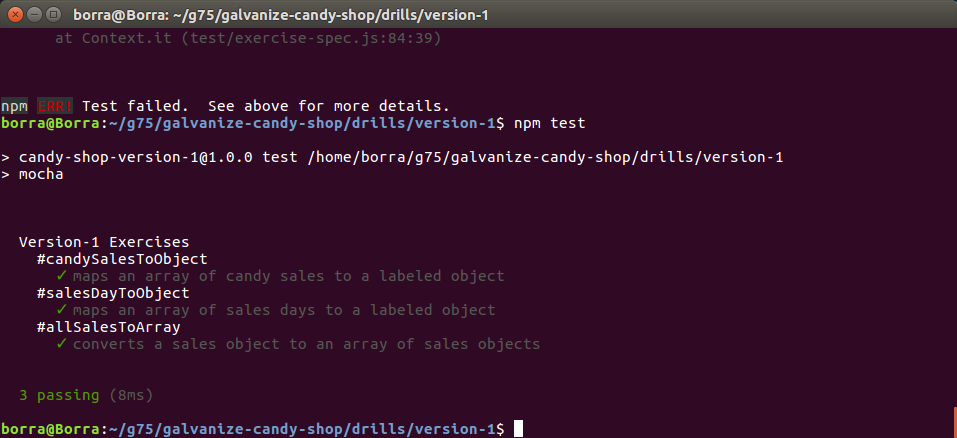 borra@Borra: ~/g75/galvanize-candy-shop/drills/version-1
at Context.it (test/exercise-spec.js:84:39)
npm ERR! Test failed.  See above for more details.
borra@Borra:~/g75/galvanize-candy-shop/drills/version-1$ npm test
> candy-shop-version-1@1.0.0 test /home/borra/g75/galvanize-candy-shop/drills/version-1
> mocha
Version-1 Exercises
#candySalesToObject
✓ maps an array of candy sales to a labeled object
#salesDayToObject
✓ maps an array of sales days to a labeled object
#allSalesToArray
✓ converts a sales object to an array of sales objects
3 passing (8ms)
borra@Borra:~/g75/galvanize-candy-shop/drills/version-1$